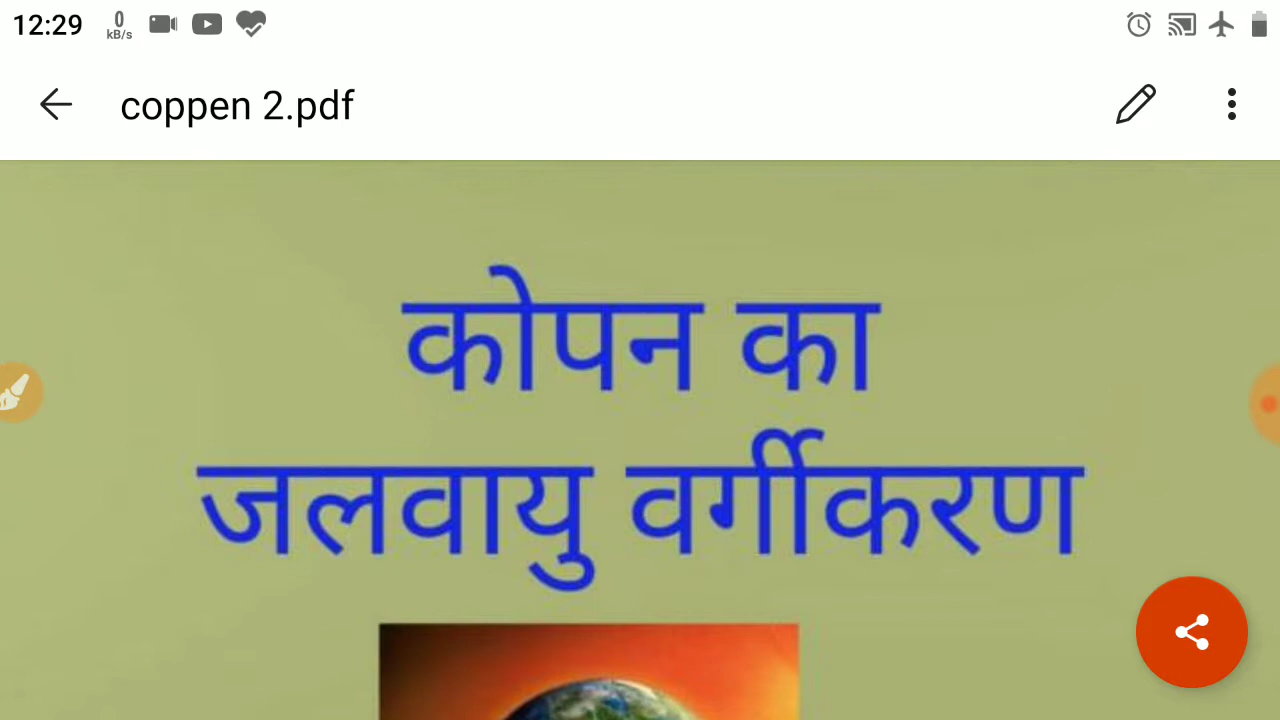 12:29 0 kB/s
coppen 2.pdf
कोपन का
जलवायु वर्गीकरण